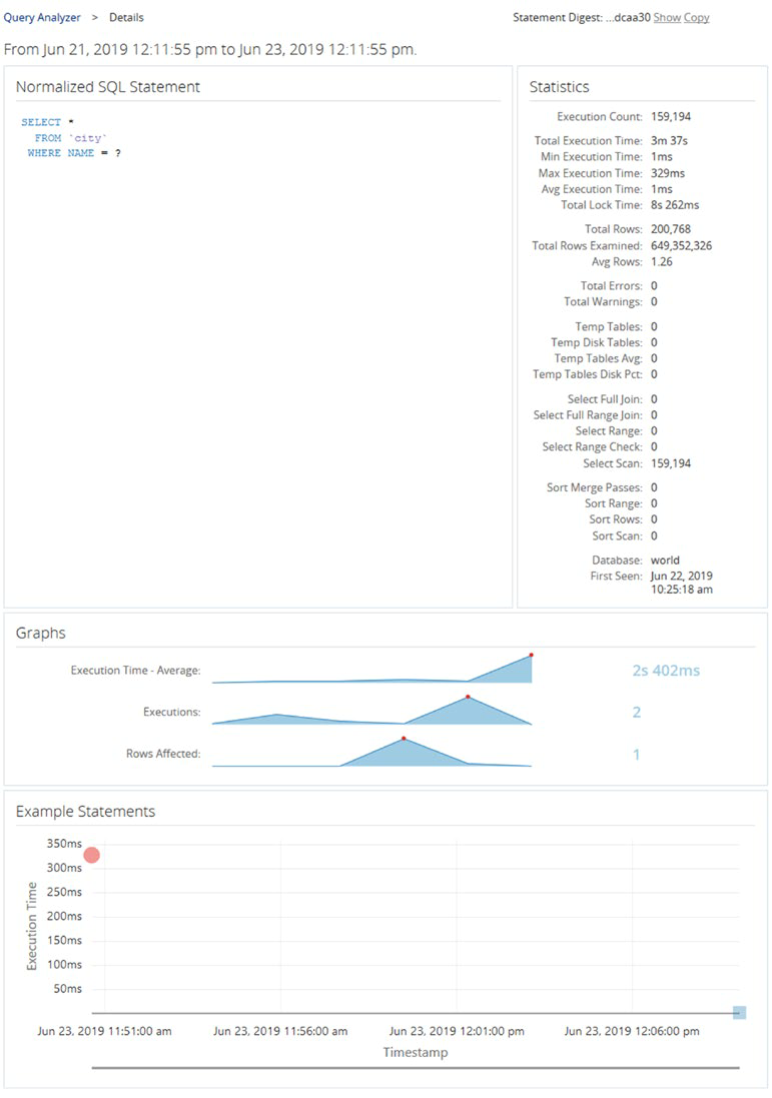 Query Analyzer > Details
Statement Digest: ...dcaa30 Show Copy
From Jun 21, 2019 12:11:55 pm to Jun 23, 2019 12:11:55 pm.
Normalized SQL Statement
SELECT *
FROM `city`
WHERE NAME = ?
Statistics
Execution Count: 159,194
Total Execution Time: 3m 37s
Min Execution Time: 1ms
Max Execution Time: 329ms
Avg Execution Time: 1ms
Total Lock Time: 8s 262ms
Total Rows: 200,768
Total Rows Examined: 649,352,326
Avg Rows: 1.26
Total Errors: 0
Total Warnings: 0
Temp Tables: 0
Temp Disk Tables: 0
Temp Tables Avg: 0
Temp Tables Disk Pct: 0
Select Full Join: 0
Select Full Range Join: 0
Select Range: 0
Select Range Check: 0
Select Scan: 159,194
Sort Merge Passes: 0
Sort Range: 0
Sort Rows: 0
Sort Scan: 0
Database: world
First Seen: Jun 22, 2019
10:25:18 am
Graphs
Execution Time - Average: 2s 402ms
Executions: 2
Rows Affected: 1
Example Statements
350ms
300ms
250ms
200ms
150ms
100ms
50ms
Execution Time
Jun 23, 2019 11:51:00 am Jun 23, 2019 11:56:00 am Jun 23, 2019 12:01:00 pm Jun 23, 2019 12:06:00 pm
Timestamp